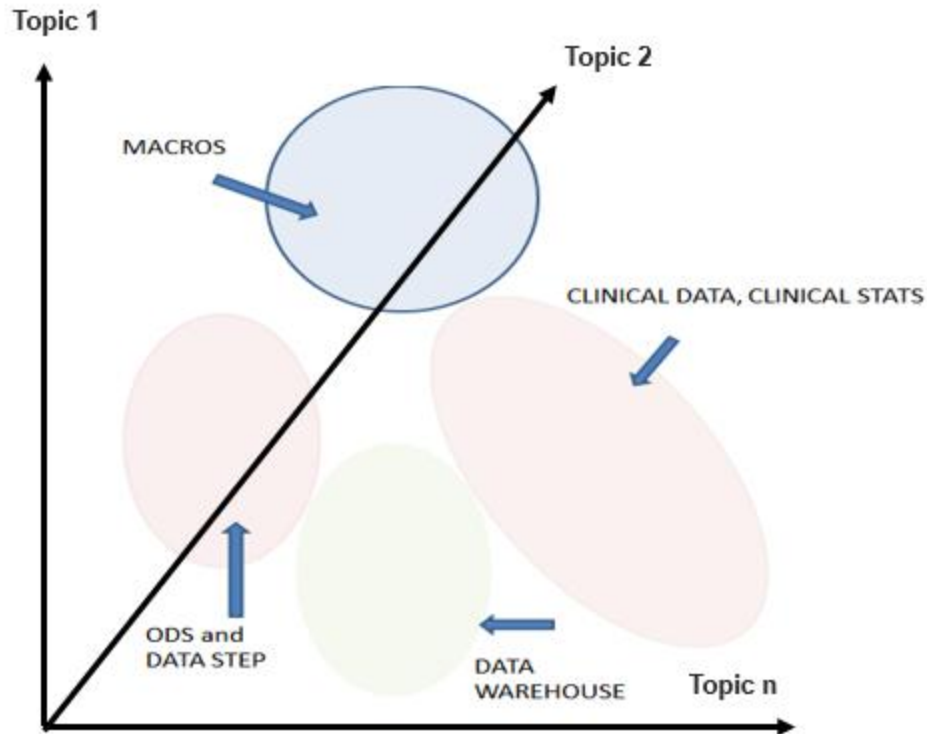 Topic 1
Topic 2
MACROS
CLINICAL DATA, CLINICAL STATS
ODS and
DATA STEP
DATA
WAREHOUSE
Topic n